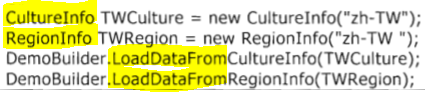 CultureInfo TWCulture = new CultureInfo("zh-TW");
RegionInfo TWRegion = new RegionInfo("zh-TW ");
DemoBuilder.LoadDataFromCultureInfo(TWCulture);
DemoBuilder.LoadDataFromRegionInfo(TWRegion);